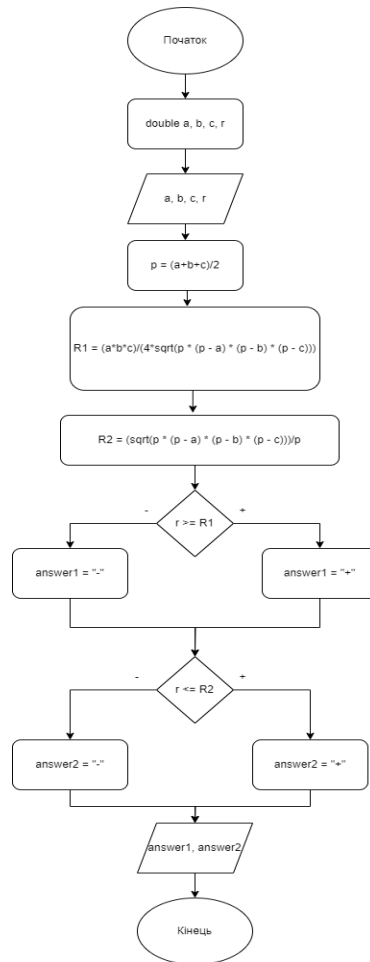 Початок
double a, b, c, r
a, b, c, r
p = (a+b+c)/2
R1 = (a*b*c)/(4*sqrt(p * (p - a) * (p - b) * (p - c)))
R2 = (sqrt(p * (p - a) * (p - b) * (p - c)))/p
- +
r >= R1
answer1 = "-" answer1 = "+"
- +
r <= R2
answer2 = "-" answer2 = "+"
answer1, answer2
Кінець